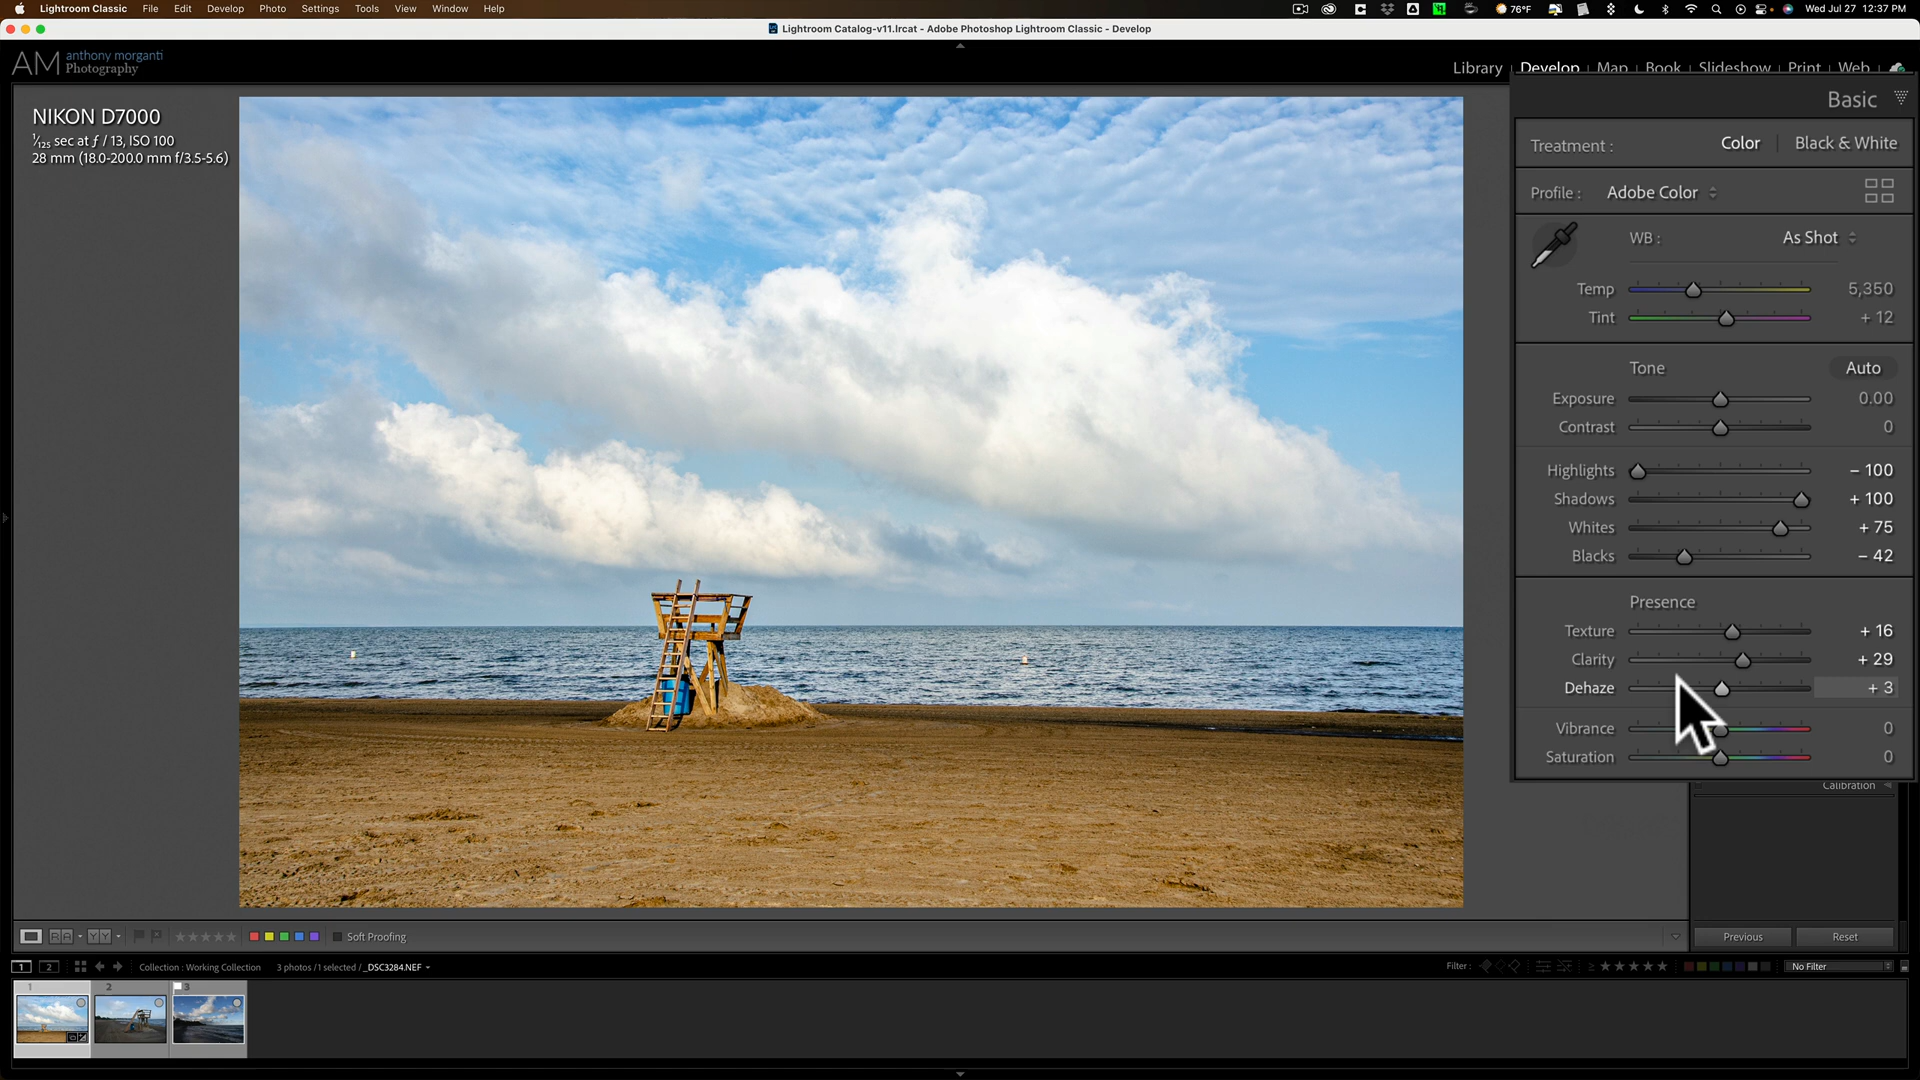 Lightroom Classic File Edit Develop Photo Settings Tools View Window Help 76°F Wed Jul 27 12:37 PM
Lightroom Catalog-v11.lrcat - Adobe Photoshop Lightroom Classic - Develop
AM anthony morganti
Photography
Library | Develop | Map | Book | Slideshow | Print | Web
NIKON D7000
1/125 sec at ƒ / 13, ISO 100
28 mm (18.0-200.0 mm f/3.5-5.6)
Basic
Treatment : Color | Black & White
Profile : Adobe Color
WB : As Shot
Temp 5,350
Tint + 12
Tone Auto
Exposure 0.00
Contrast 0
Highlights − 100
Shadows + 100
Whites + 75
Blacks − 42
Presence
Texture + 16
Clarity + 29
Dehaze + 3
Vibrance 0
Saturation 0
Calibration
Soft Proofing
Previous Reset
1 2 Collection : Working Collection 3 photos / 1 selected / _DSC3284.NEF Filter : No Filter
1 2 3